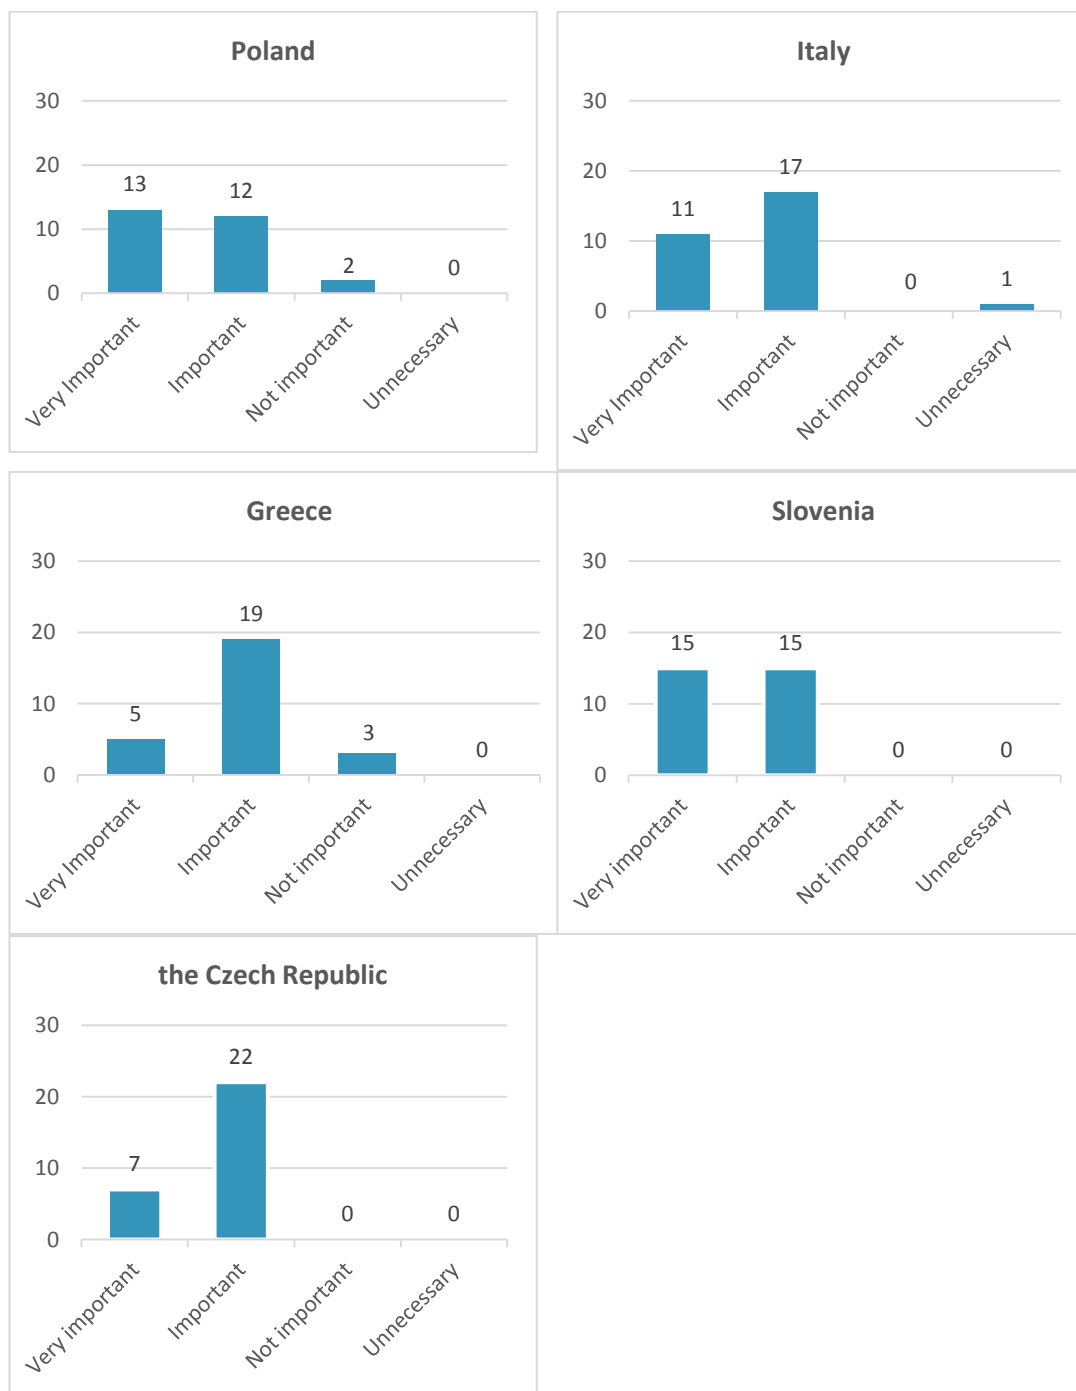 Poland
30
20
10
0
13
12
2
0
Very Important
Important
Not important
Unnecessary
Italy
30
20
10
0
11
17
0
1
Very Important
Important
Not important
Unnecessary
Greece
30
20
10
0
5
19
3
0
Very Important
Important
Not important
Unnecessary
Slovenia
30
20
10
0
15
15
0
0
Very important
Important
Not important
Unnecessary
the Czech Republic
30
20
10
0
7
22
0
0
Very important
Important
Not important
Unnecessary